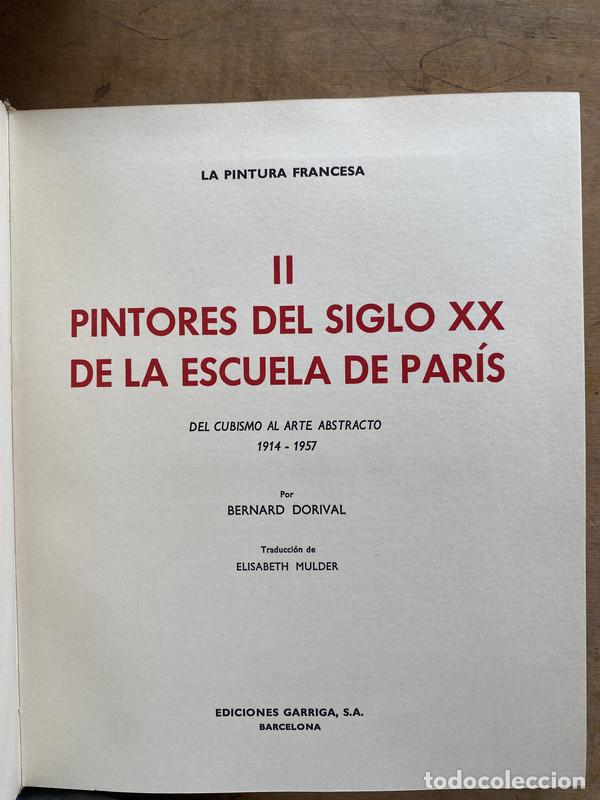 LA PINTURA FRANCESA
II
PINTORES DEL SIGLO XX
DE LA ESCUELA DE PARÍS
DEL CUBISMO AL ARTE ABSTRACTO
1914 - 1957
Por
BERNARD DORIVAL
Traducción de
ELISABETH MULDER
EDICIONES GARRIGA, S.A.
BARCELONA
todocoleccion